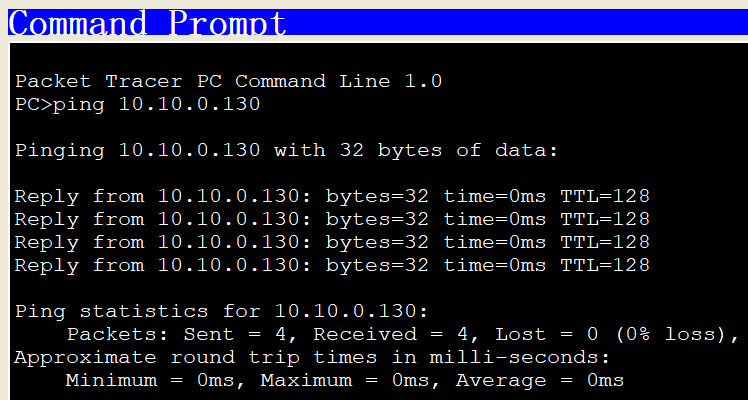 Command Prompt
Packet Tracer PC Command Line 1.0
PC>ping 10.10.0.130
Pinging 10.10.0.130 with 32 bytes of data:
Reply from 10.10.0.130: bytes=32 time=0ms TTL=128
Reply from 10.10.0.130: bytes=32 time=0ms TTL=128
Reply from 10.10.0.130: bytes=32 time=0ms TTL=128
Reply from 10.10.0.130: bytes=32 time=0ms TTL=128
Ping statistics for 10.10.0.130:
Packets: Sent = 4, Received = 4, Lost = 0 (0% loss),
Approximate round trip times in milli-seconds:
Minimum = 0ms, Maximum = 0ms, Average = 0ms